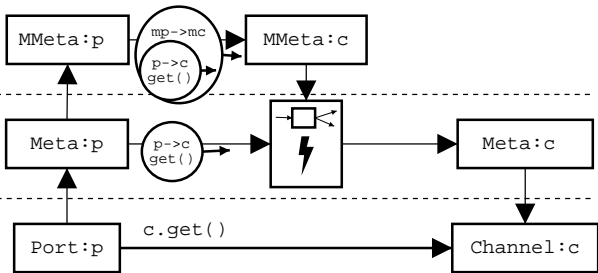 MMeta:p
mp->mc
p->c
get()
MMeta:c
Meta:p
p->c
get()
Meta:c
Port:p
c.get()
Channel:c